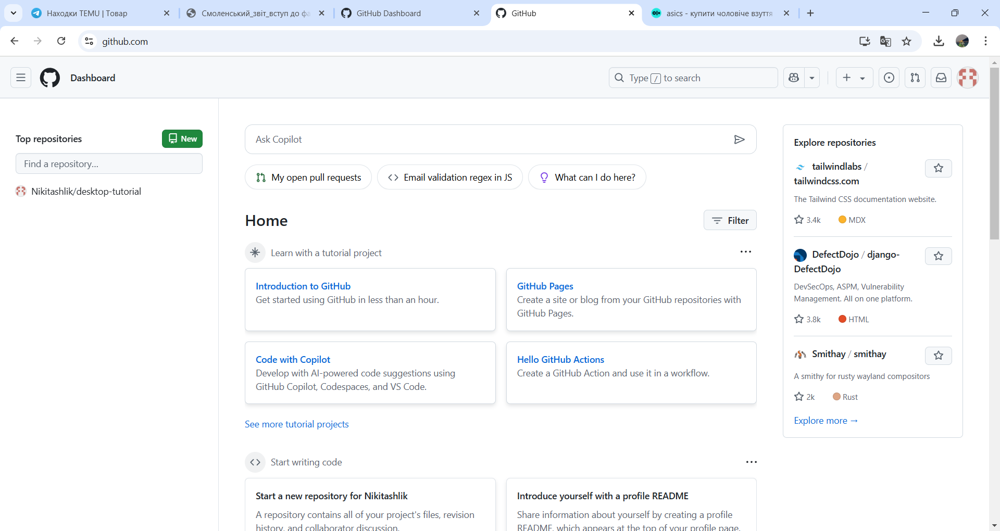 Находки TEMU | Товар
Смоленський_звіт_вступ до фа
GitHub Dashboard
GitHub
asics - купити чоловіче взуття
github.com
Dashboard
Type / to search
Top repositories
New
Find a repository...
Nikitashlik/desktop-tutorial
Ask Copilot
My open pull requests
Email validation regex in JS
What can I do here?
Home
Filter
Learn with a tutorial project
Introduction to GitHub
Get started using GitHub in less than an hour.
GitHub Pages
Create a site or blog from your GitHub repositories with
GitHub Pages.
Code with Copilot
Develop with AI-powered code suggestions using
GitHub Copilot, Codespaces, and VS Code.
Hello GitHub Actions
Create a GitHub Action and use it in a workflow.
See more tutorial projects
Start writing code
Start a new repository for Nikitashlik
A repository contains all of your project's files, revision
history, and collaborator discussion.
Introduce yourself with a profile README
Share information about yourself by creating a profile
README, which appears at the top of your profile page.
Explore repositories
tailwindlabs /
tailwindcss.com
The Tailwind CSS documentation website.
3.4k MDX
DefectDojo / django-
DefectDojo
DevSecOps, ASPM, Vulnerability
Management. All on one platform.
3.8k HTML
Smithay / smithay
A smithy for rusty wayland compositors
2k Rust
Explore more →